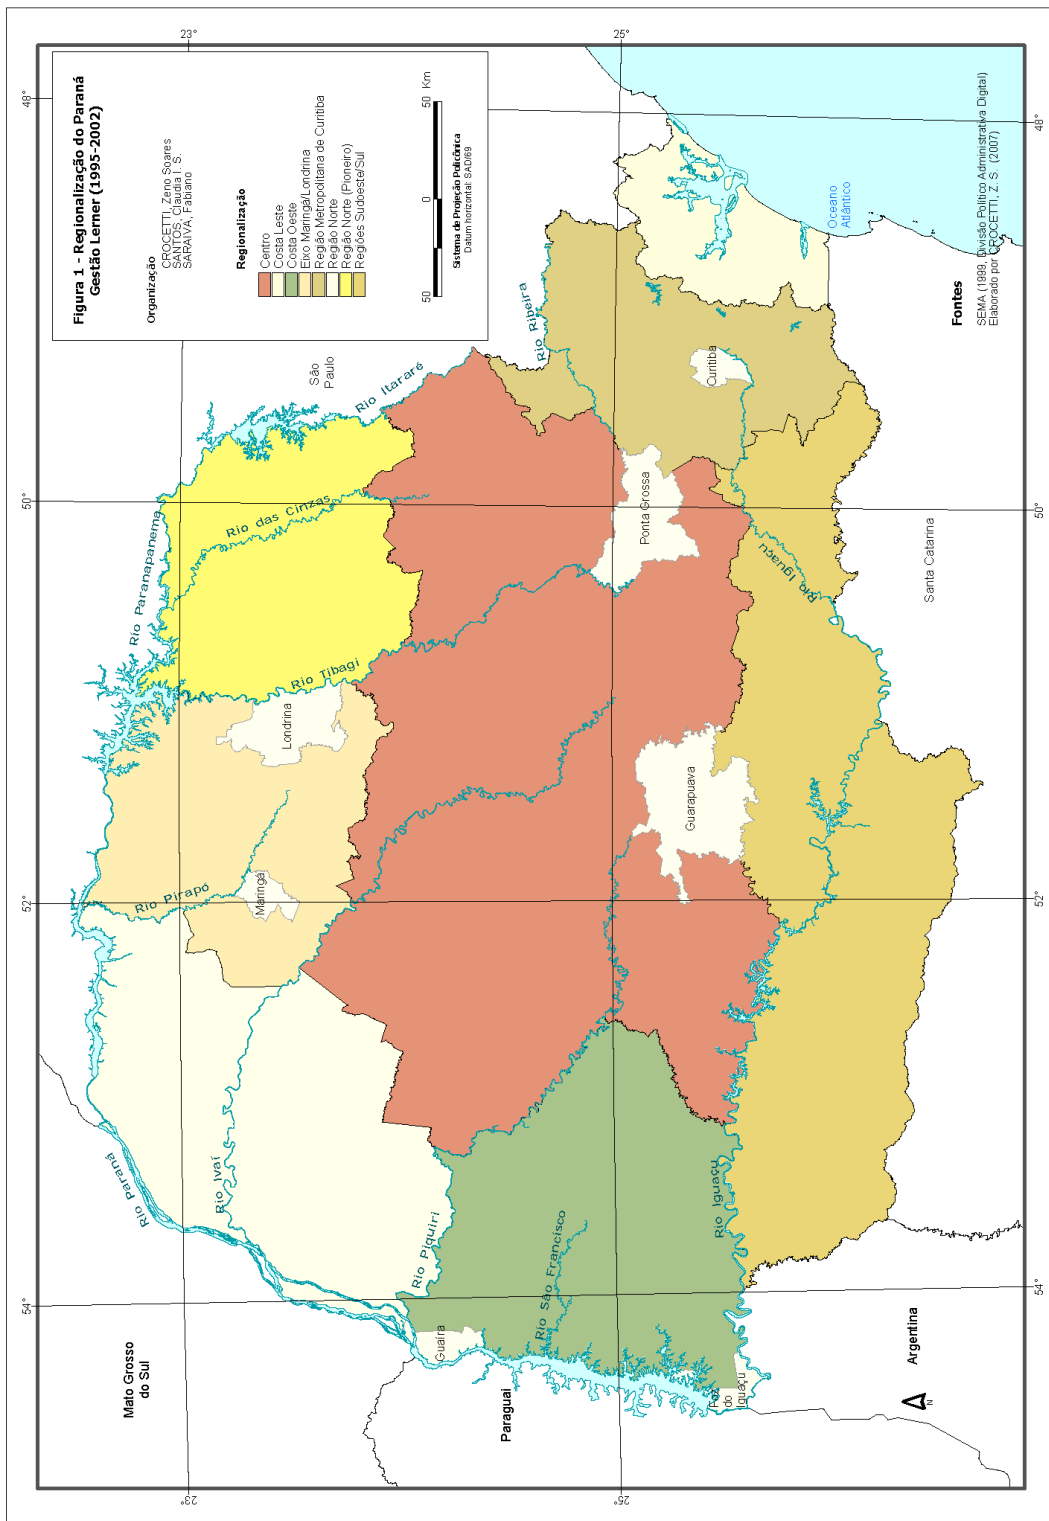 Figura 1 - Regionalização do Paraná
Gestão Lerner (1995-2002)
Organização
CROCETTI, Zeno Soares
SANTOS, Claudia I. S.
SARAIVA, Fabiano
Regionalização
Centro
Costa Leste
Costa Oeste
Eixo Maringá/Londrina
Região Metropolitana de Curitiba
Região Norte
Região Norte (Pioneiro)
Regiões Sudoeste/Sul
50
0
50 Km
Sistema de Projeção Policônica
Datum horizontal: SAD/69
54°
52°
50°
48°
23°
23°
25°
25°
54°
52°
50°
48°
Mato Grosso
do Sul
São
Paulo
Paraguai
Argentina
Santa Catarina
Oceano
Atlântico
Rio Paraná
Rio Ivaí
Rio Piquiri
Rio São Francisco
Rio Iguaçu
Rio Pirapó
Rio Paranapanema
Rio Tibagi
Rio das Cinzas
Rio Itararé
Rio Ribeira
Rio Iguaçu
Guaíra
Foz
do
Iguaçu
Maringá
Londrina
Guarapuava
Ponta Grossa
Curitiba
N
Fontes
SEMA (1999, Divisão Político Administrativa Digital)
Elaborado por CROCETTI, Z. S. (2007)